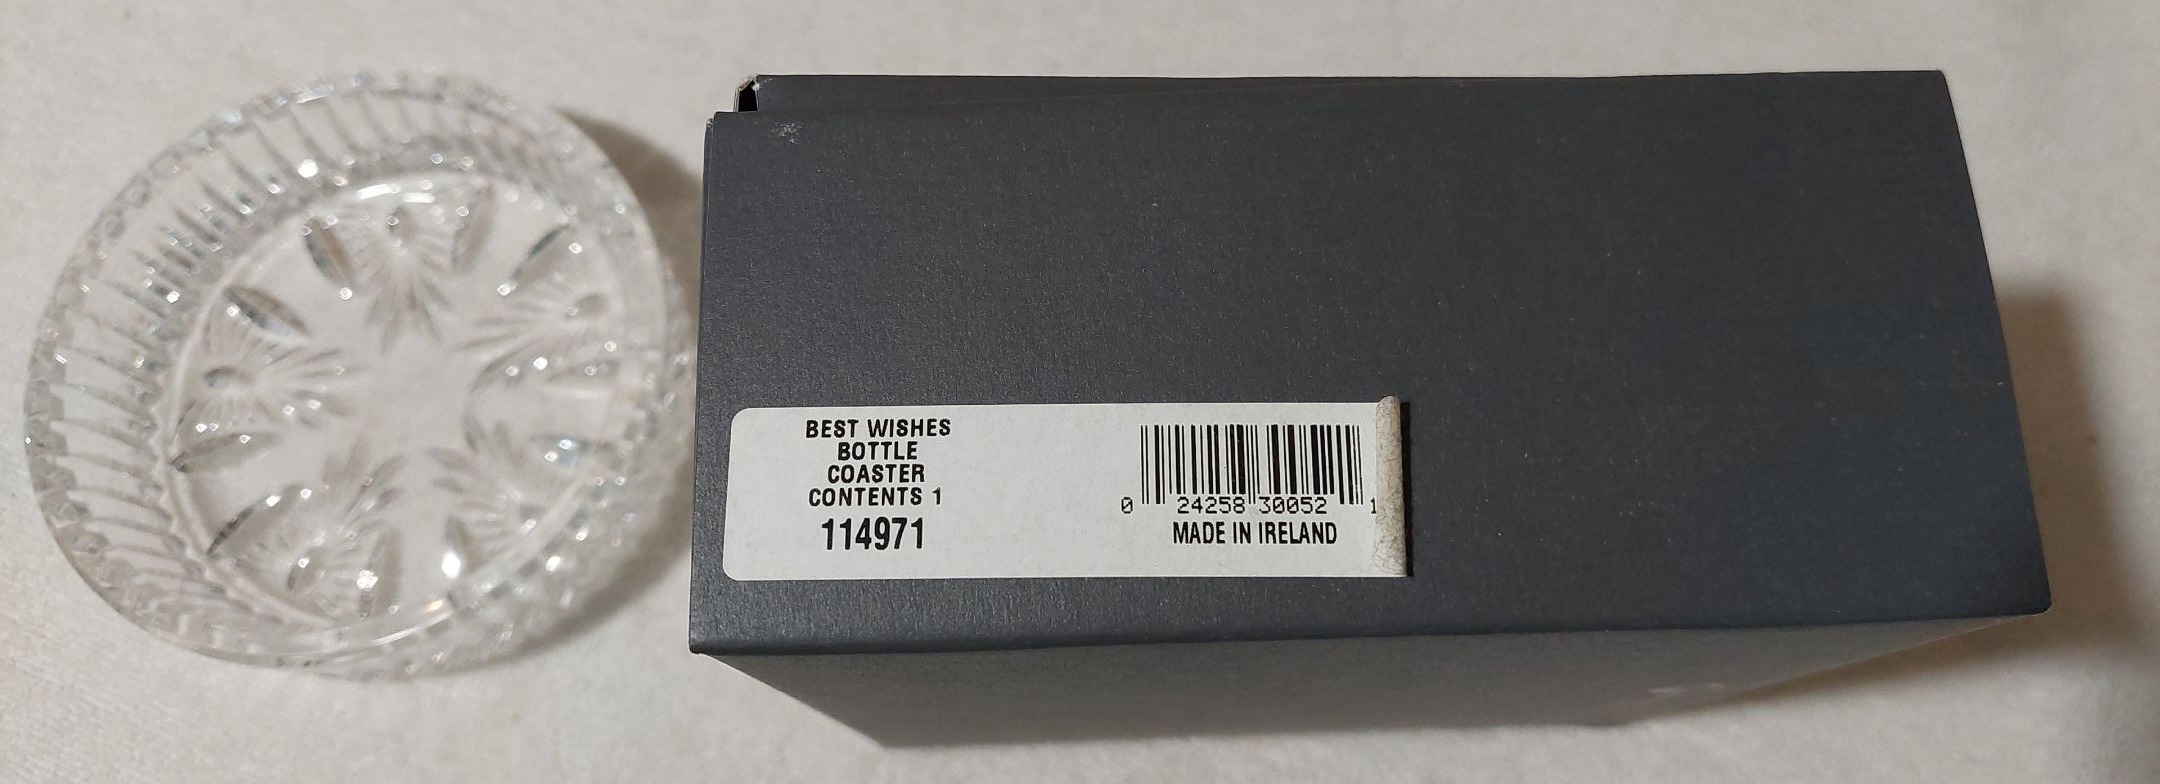 BEST WISHES
BOTTLE
COASTER
CONTENTS 1
114971
0 24258 30052 1
MADE IN IRELAND